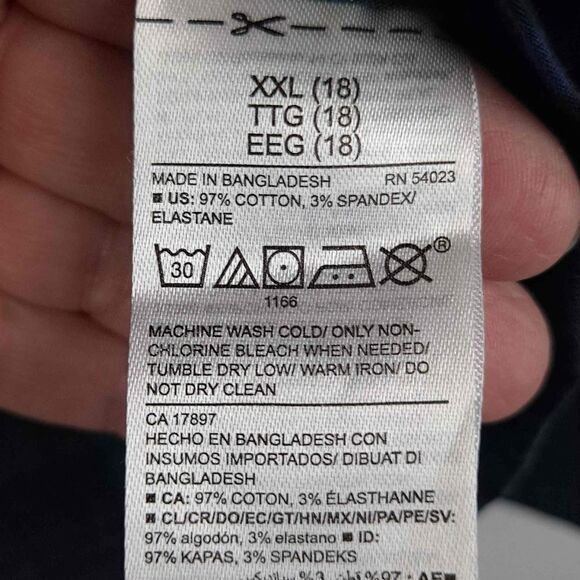 XXL (18)
TTG (18)
EEG (18)
MADE IN BANGLADESH RN 54023
US: 97% COTTON, 3% SPANDEX/
ELASTANE
30
®
1166
MACHINE WASH COLD/ ONLY NON-
CHLORINE BLEACH WHEN NEEDED/
TUMBLE DRY LOW/ WARM IRON/ DO
NOT DRY CLEAN
CA 17897
HECHO EN BANGLADESH CON
INSUMOS IMPORTADOS/ DIBUAT DI
BANGLADESH
CA: 97% COTON, 3% ÉLASTHANNE
CL/CR/DO/EC/GT/HN/MX/NI/PA/PE/SV:
97% algodón, 3% elastano ID:
97% KAPAS, 3% SPANDEKS